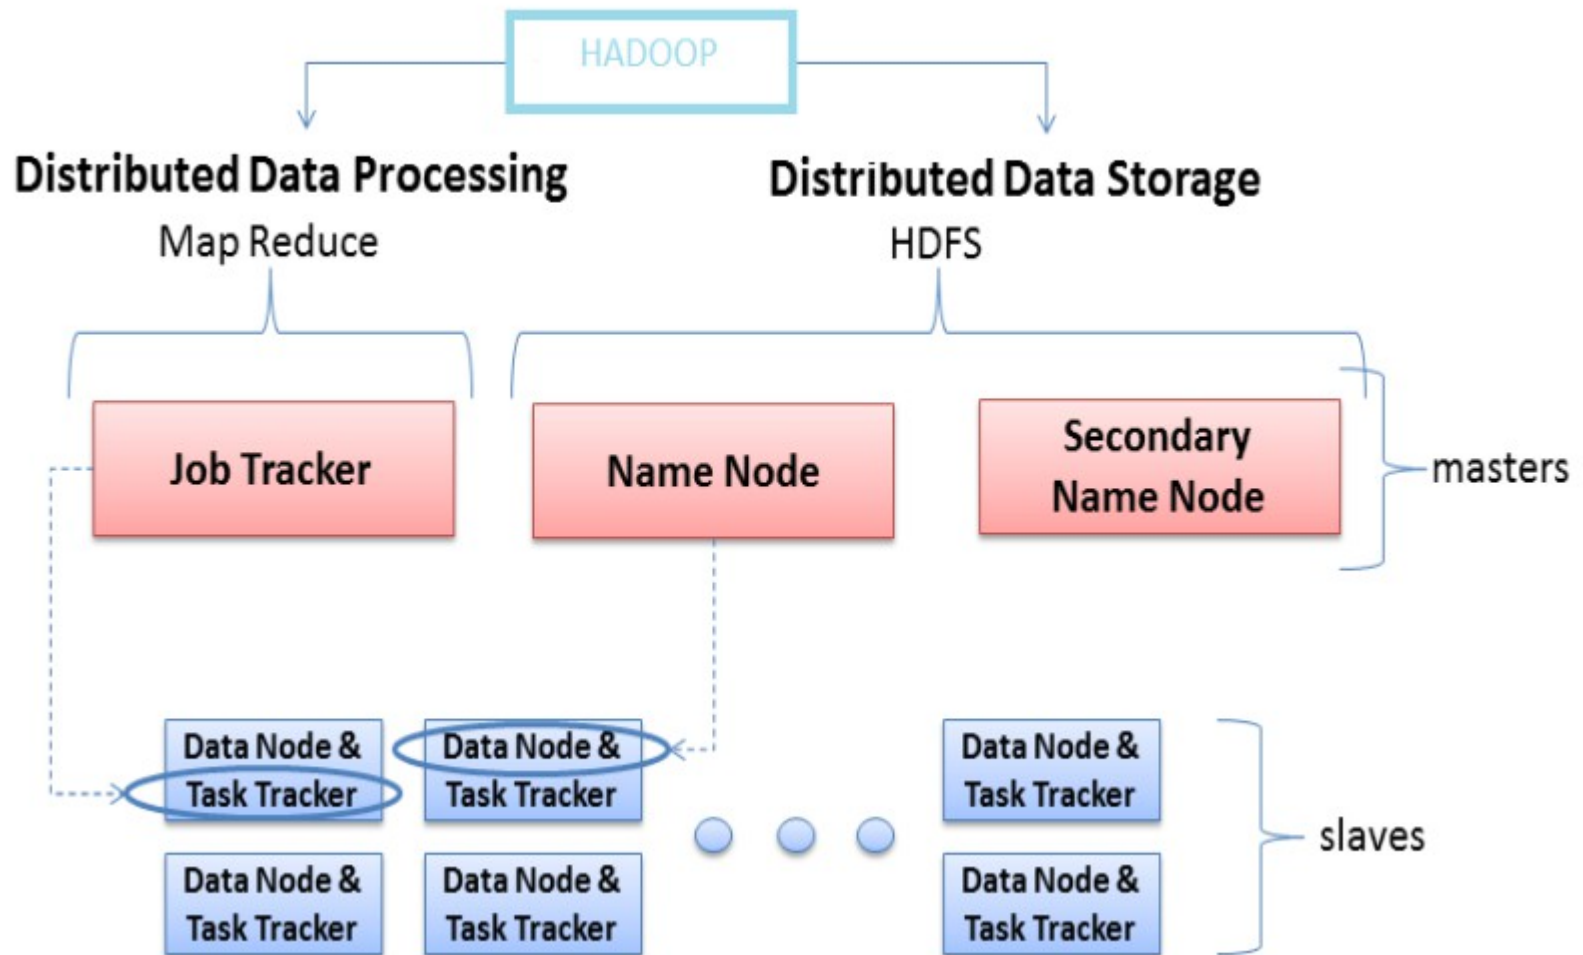 HADOOP
Distributed Data Processing
Distributed Data Storage
Map Reduce
HDFS
Job Tracker
Name Node
Secondary
Name Node
masters
Data Node &
Task Tracker
Data Node &
Task Tracker
Data Node &
Task Tracker
slaves
Data Node &
Task Tracker
Data Node &
Task Tracker
Data Node &
Task Tracker